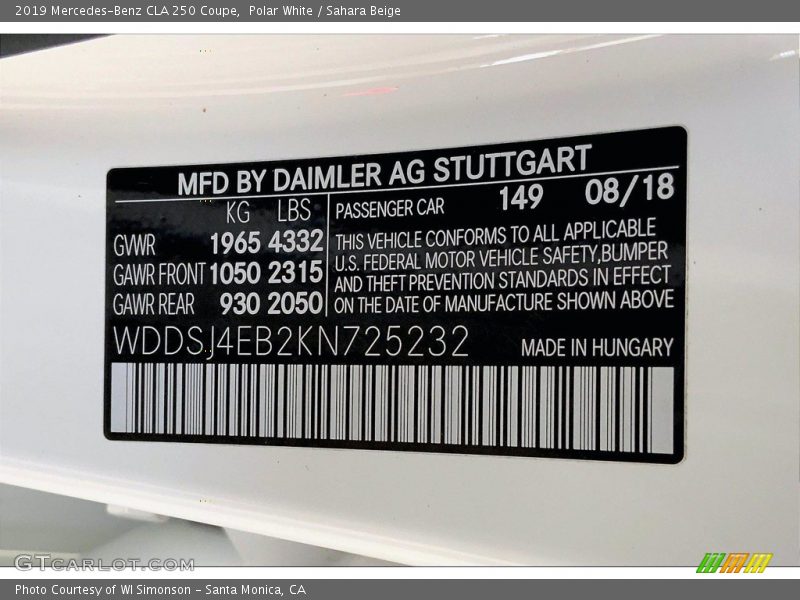 2019 Mercedes-Benz CLA 250 Coupe,  Polar White / Sahara Beige
MFD BY DAIMLER AG STUTTGART
KG LBS PASSENGER CAR 149 08/18
GWR 1965 4332 THIS VEHICLE CONFORMS TO ALL APPLICABLE
GAWR FRONT 1050 2315 U.S. FEDERAL MOTOR VEHICLE SAFETY,BUMPER
AND THEFT PREVENTION STANDARDS IN EFFECT
GAWR REAR 930 2050 ON THE DATE OF MANUFACTURE SHOWN ABOVE
WDDSJ4EB2KN725232 MADE IN HUNGARY
GTCARLOT.COM
Photo Courtesy of WI Simonson - Santa Monica, CA